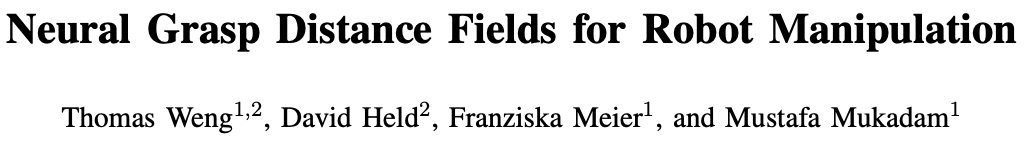 Neural Grasp Distance Fields for Robot Manipulation
Thomas Weng1,2, David Held2, Franziska Meier1, and Mustafa Mukadam1